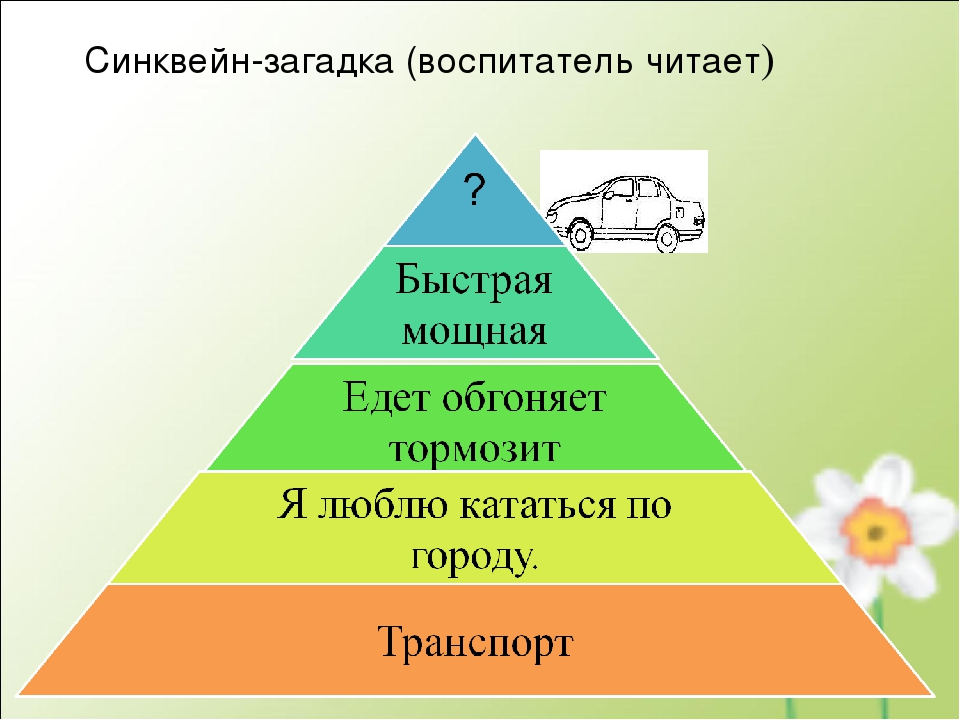 Синквейн-загадка (воспитатель читает)
?
Быстрая
мощная
Едет обгоняет
тормозит
Я люблю кататься по
городу.
Транспорт